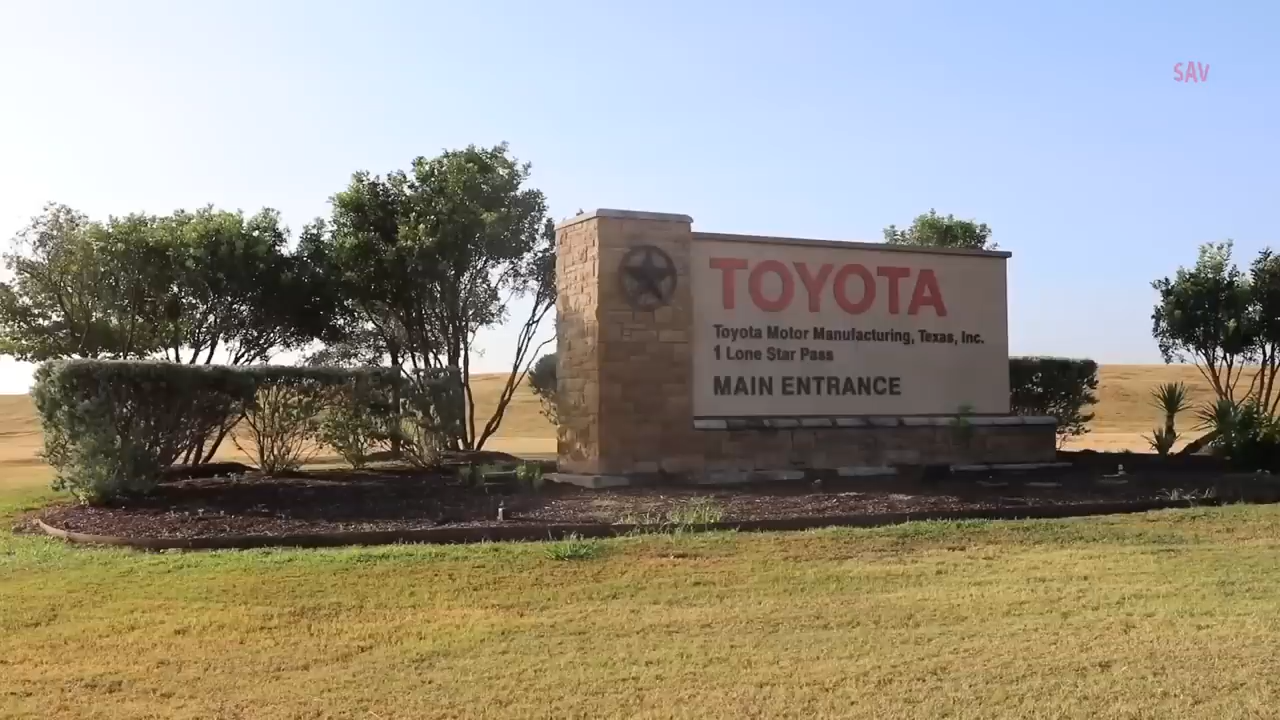 SAV
TOYOTA
Toyota Motor Manufacturing, Texas, Inc.
1 Lone Star Pass
MAIN ENTRANCE